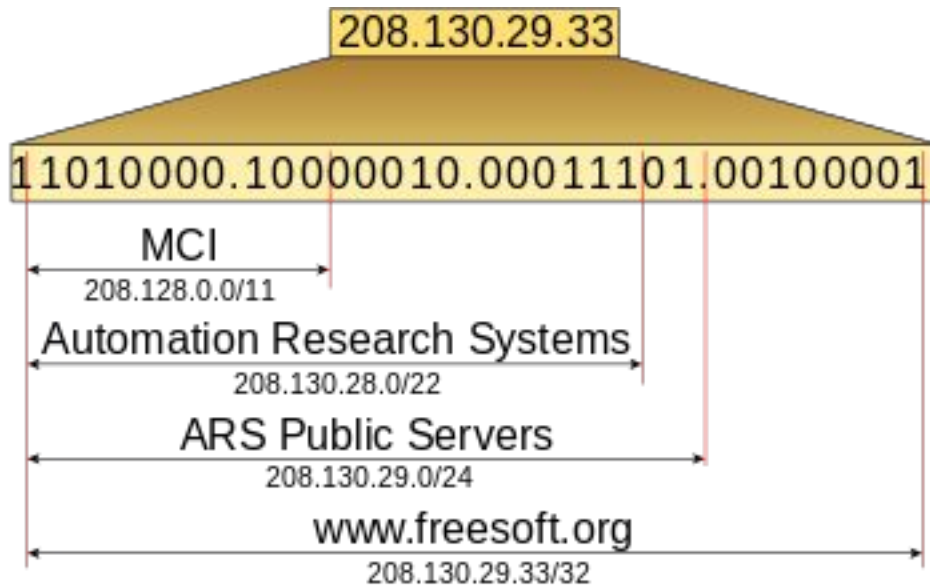 208.130.29.33
11010000.10000010.00011101.00100001
MCI
208.128.0.0/11
Automation Research Systems
208.130.28.0/22
ARS Public Servers
208.130.29.0/24
www.freesoft.org
208.130.29.33/32